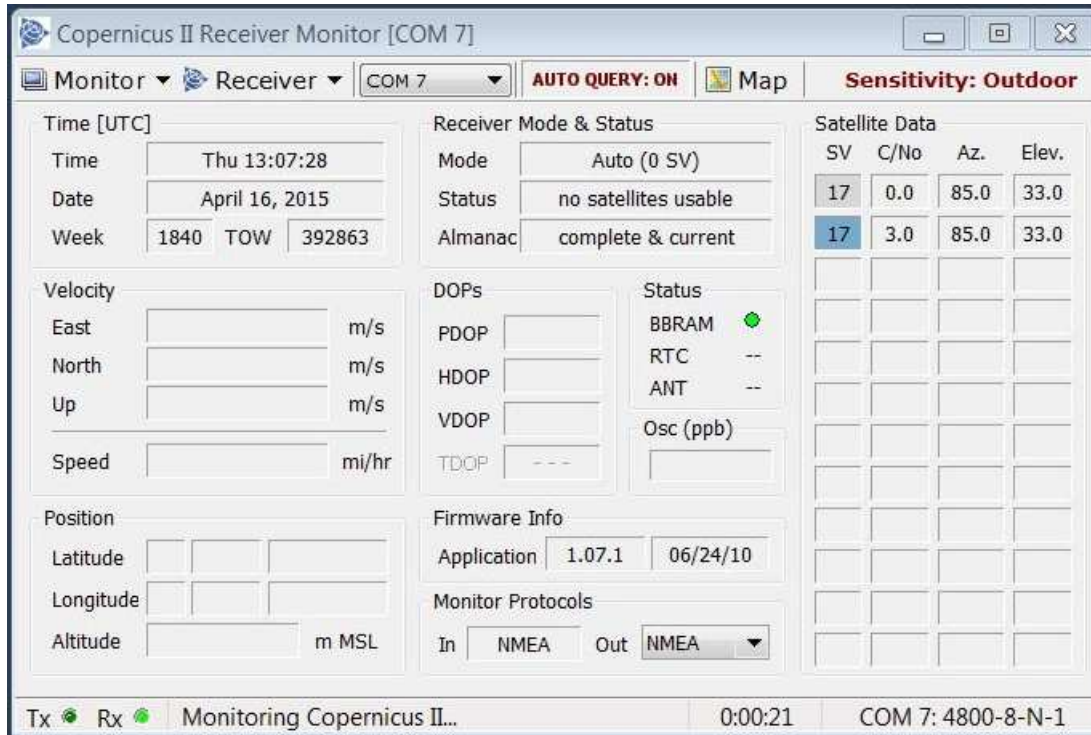 Copernicus II Receiver Monitor [COM 7]
Monitor Receiver COM 7 AUTO QUERY: ON Map Sensitivity: Outdoor
Time [UTC]
Time Thu 13:07:28
Date April 16, 2015
Week 1840 TOW 392863
Receiver Mode & Status
Mode Auto (0 SV)
Status no satellites usable
Almanac complete & current
Satellite Data
SV C/No Az. Elev.
17 0.0 85.0 33.0
17 3.0 85.0 33.0
Velocity
East m/s
North m/s
Up m/s
Speed mi/hr
DOPs
PDOP
HDOP
VDOP
TDOP - - -
Status
BBRAM
RTC --
ANT --
Osc (ppb)
Position
Latitude
Longitude
Altitude m MSL
Firmware Info
Application 1.07.1 06/24/10
Monitor Protocols
In NMEA Out NMEA
Tx Rx Monitoring Copernicus II... 0:00:21 COM 7: 4800-8-N-1